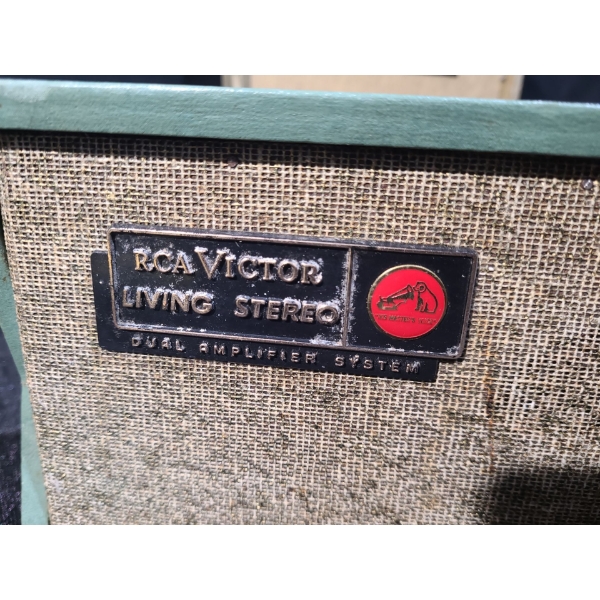 RCA VICTOR
LIVING STEREO
DUAL AMPLIFIER SYSTEM